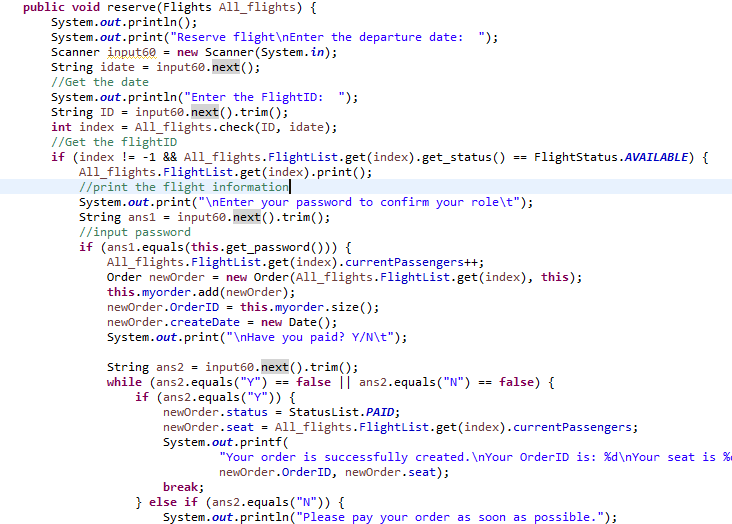 public void reserve(Flights All_flights) {
System.out.println();
System.out.print("Reserve flight\nEnter the departure date:  ");
Scanner input60 = new Scanner(System.in);
String idate = input60.next();
//Get the date
System.out.println("Enter the FlightID:  ");
String ID = input60.next().trim();
int index = All_flights.check(ID, idate);
//Get the flightID
if (index != -1 && All_flights.FlightList.get(index).get_status() == FlightStatus.AVAILABLE) {
All_flights.FlightList.get(index).print();
//print the flight information
System.out.print("\nEnter your password to confirm your role\t");
String ans1 = input60.next().trim();
//input password
if (ans1.equals(this.get_password())) {
All_flights.FlightList.get(index).currentPassengers++;
Order newOrder = new Order(All_flights.FlightList.get(index), this);
this.myorder.add(newOrder);
newOrder.OrderID = this.myorder.size();
newOrder.createDate = new Date();
System.out.print("\nHave you paid? Y/N\t");
String ans2 = input60.next().trim();
while (ans2.equals("Y") == false || ans2.equals("N") == false) {
if (ans2.equals("Y")) {
newOrder.status = StatusList.PAID;
newOrder.seat = All_flights.FlightList.get(index).currentPassengers;
System.out.printf(
"Your order is successfully created.\nYour OrderID is: %d\nYour seat is %
newOrder.OrderID, newOrder.seat);
break;
} else if (ans2.equals("N")) {
System.out.println("Please pay your order as soon as possible.");